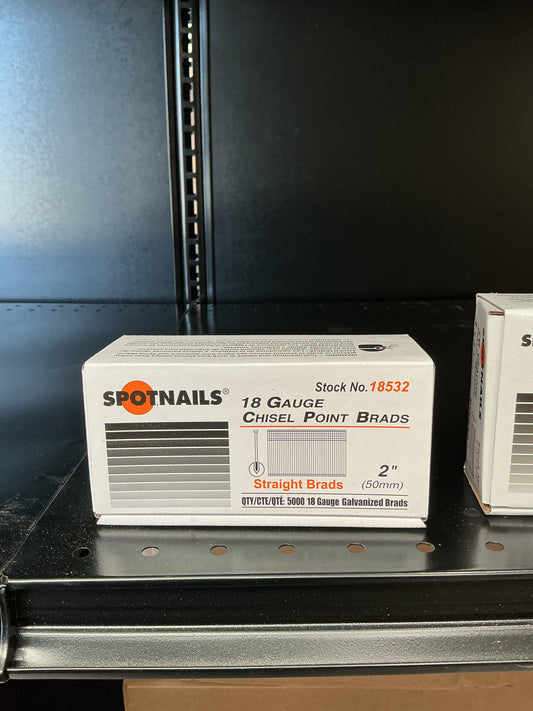 SPOTNAILS®
Stock No. 18532
18 GAUGE
CHISEL POINT BRADS
Straight Brads
2"
(50mm)
QTY/CTE/QTÉ: 5000 18 Gauge Galvanized Brads